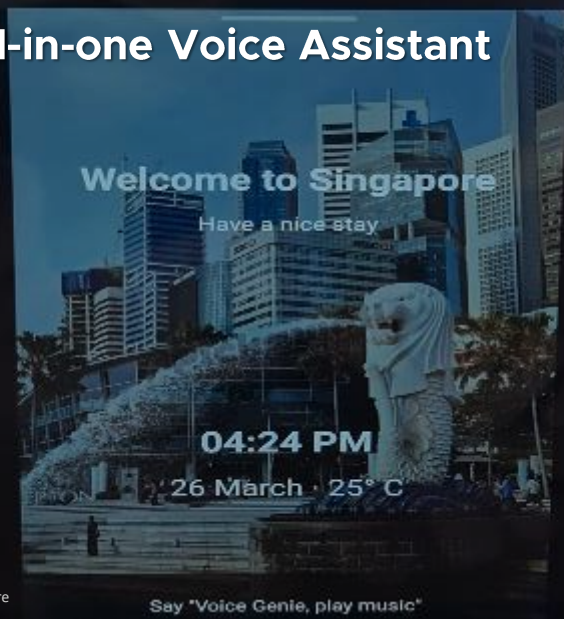 -in-one Voice Assistant
Welcome to Singapore
Have a nice stay
04:24 PM
26 March · 25° C
Say "Voice Genie, play music"